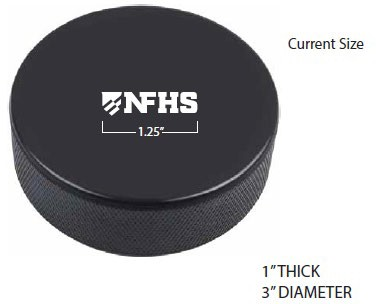 Current Size
NFHS
1.25"
1" THICK
3" DIAMETER